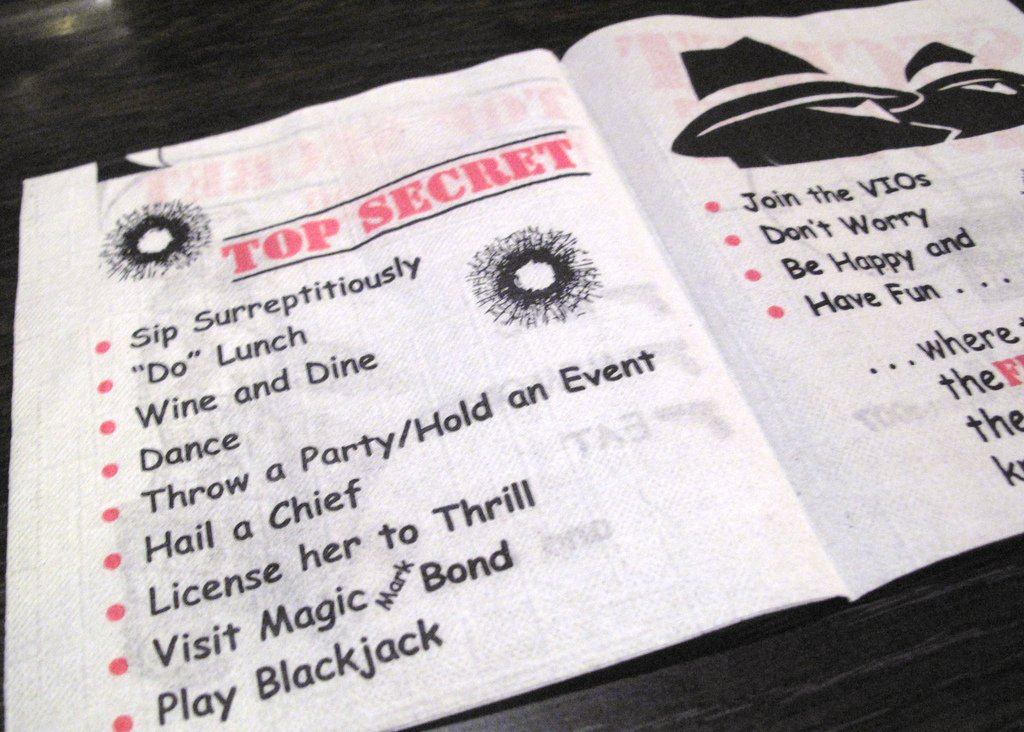 TOP SECRET
Sip Surreptitiously
"Do" Lunch
Wine and Dine
Dance
Throw a Party/Hold an Event
Hail a Chief
License her to Thrill
Visit Magic Mark Bond
Play Blackjack
Join the VIOs
Don't Worry
Be Happy and
Have Fun . . .
. . . where
the
the